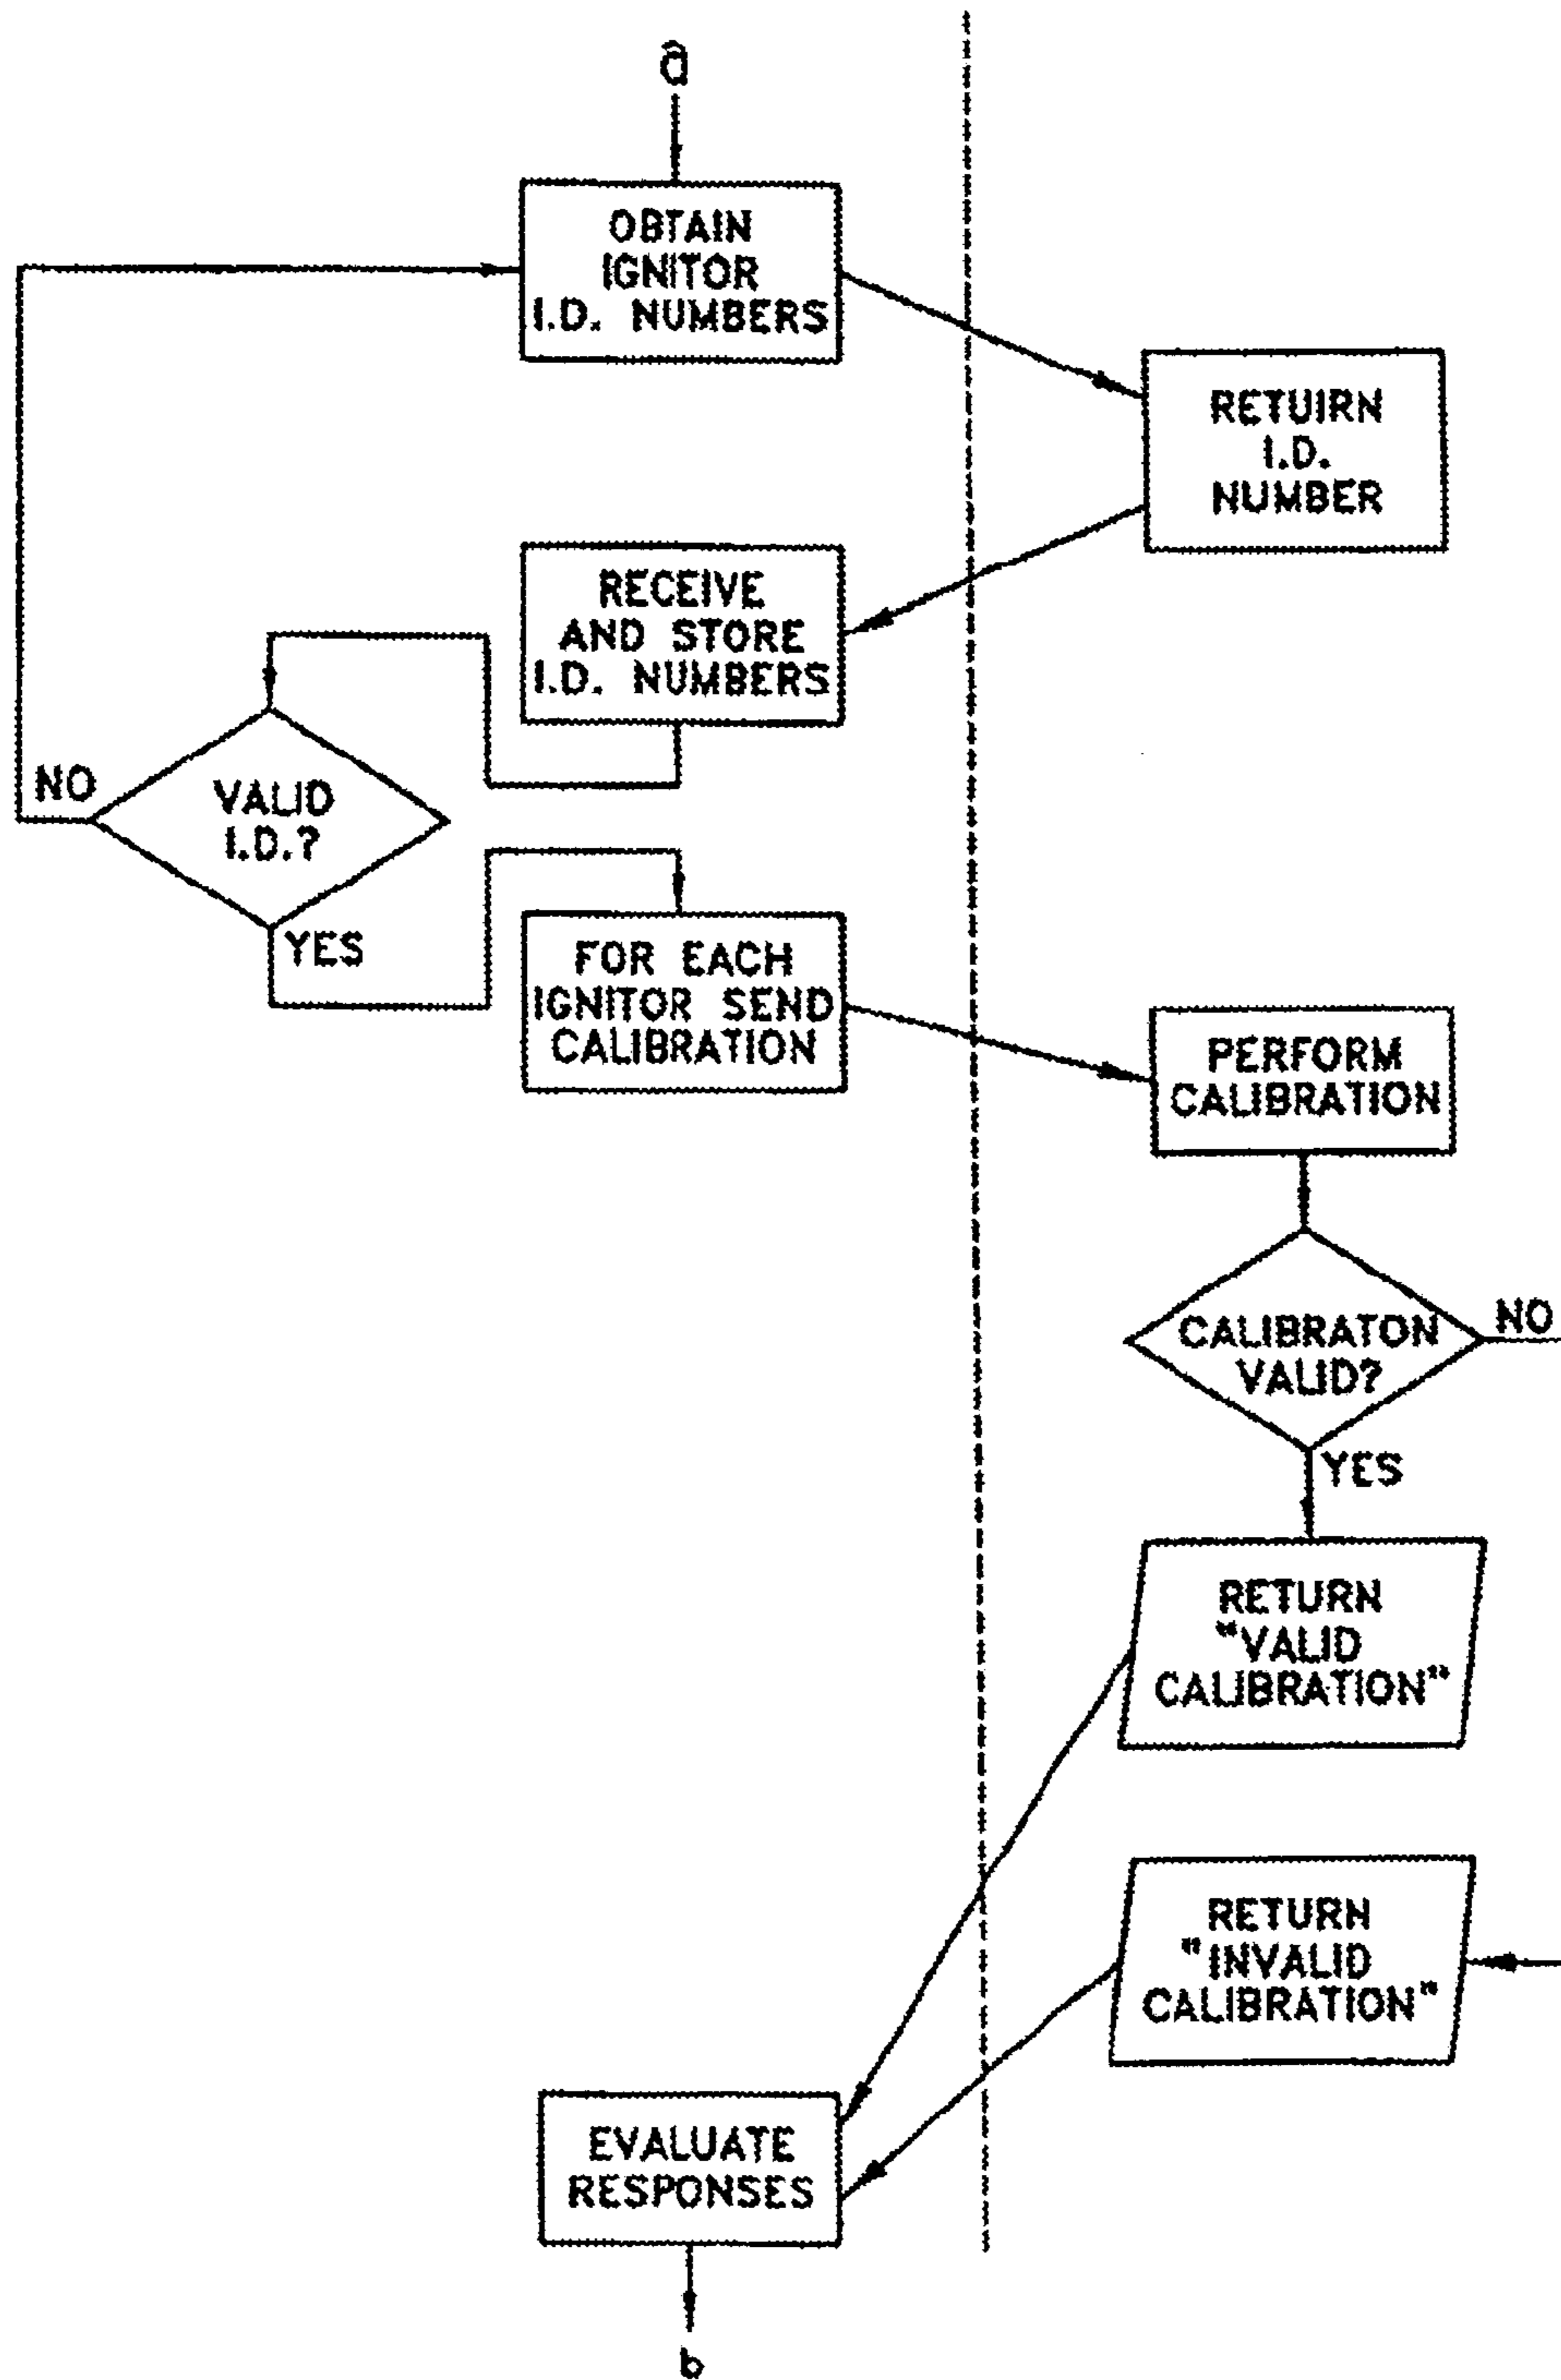 a
OBTAIN
IGNITOR
I.D. NUMBERS
RETUIRN
I.D.
NUMBER
RECEIVE
AND STORE
I.D. NUMBERS
NO
VALID
I.D.?
YES
FOR EACH
IGNITOR SEND
CALIBRATION
PERFORM
CALIBRATION
CALIBRATON
VALID?
NO
YES
RETURN
"VALID
CALIBRATION"
RETURN
"INVALID
CALIBRATION"
EVALUATE
RESPONSES
b